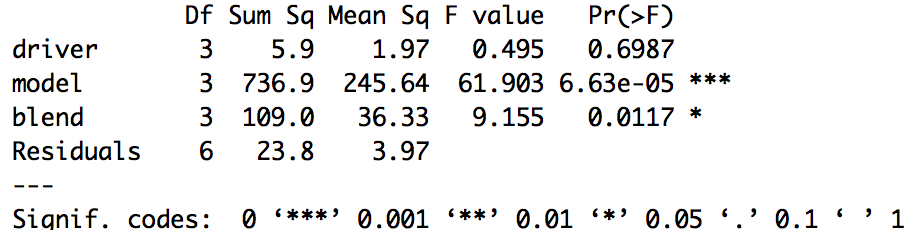 Df Sum Sq Mean Sq F value Pr(>F)
driver 3 5.9 1.97 0.495 0.6987
model 3 736.9 245.64 61.903 6.63e-05 ***
blend 3 109.0 36.33 9.155 0.0117 *
Residuals 6 23.8 3.97
---
Signif. codes: 0 ‘***’ 0.001 ‘**’ 0.01 ‘*’ 0.05 ‘.’ 0.1 ‘ ’ 1